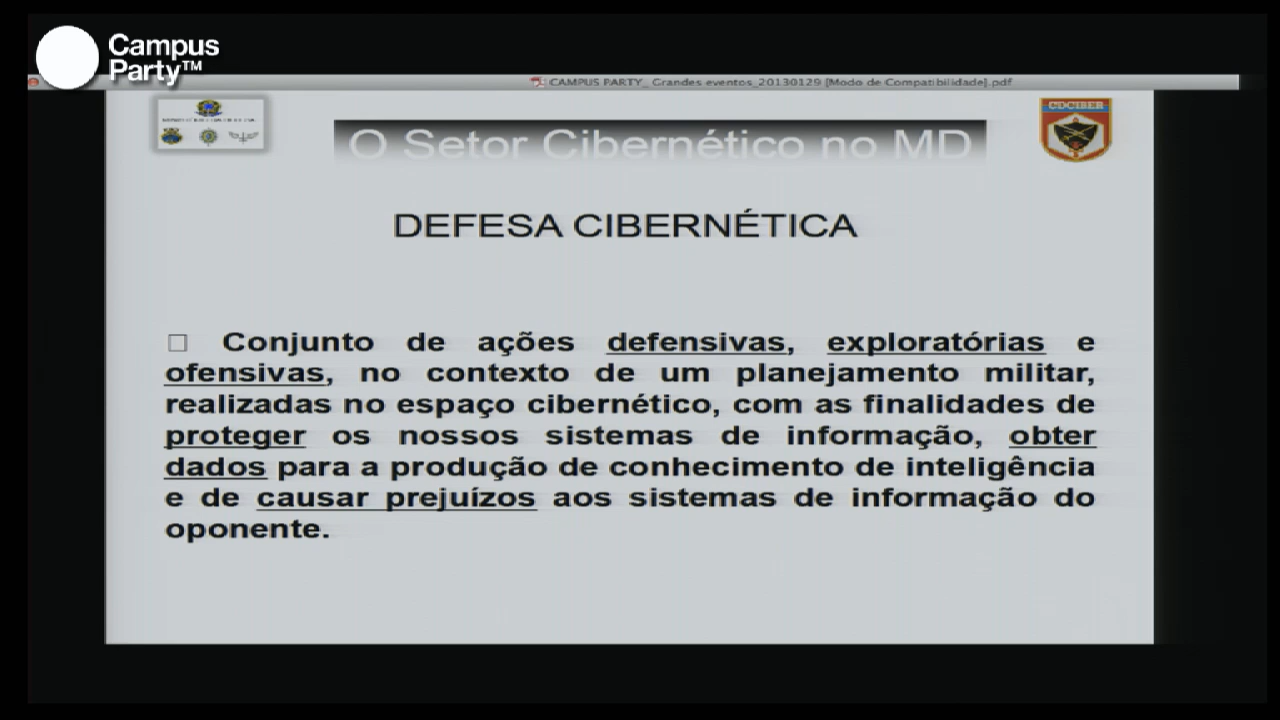 Campus
Party™
CAMPUS PARTY_ Grandes eventos_20130129 [Modo de Compatibilidade].pdf
O Setor Cibernético no MD
DEFESA CIBERNÉTICA
Conjunto de ações defensivas, exploratórias e
ofensivas, no contexto de um planejamento militar,
realizadas no espaço cibernético, com as finalidades de
proteger os nossos sistemas de informação, obter
dados para a produção de conhecimento de inteligência
e de causar prejuízos aos sistemas de informação do
oponente.